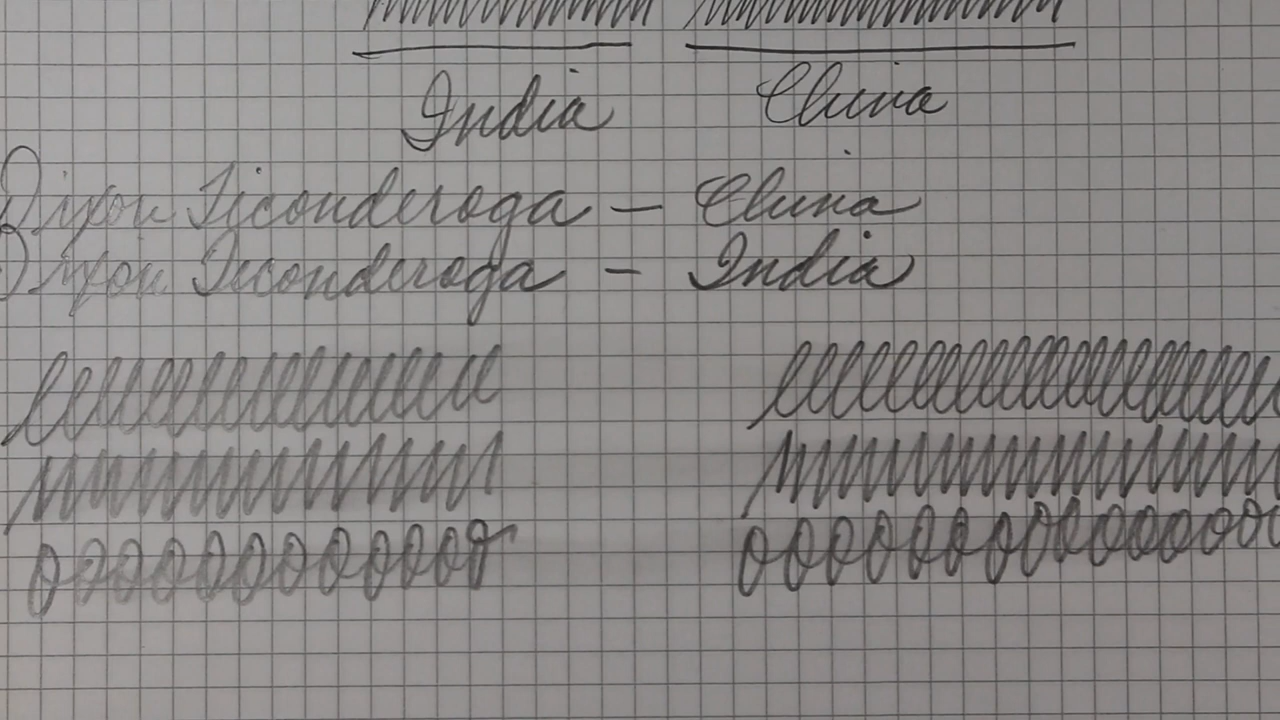 India China
Dixon Ticonderoga – China
Dixon Ticonderoga – India